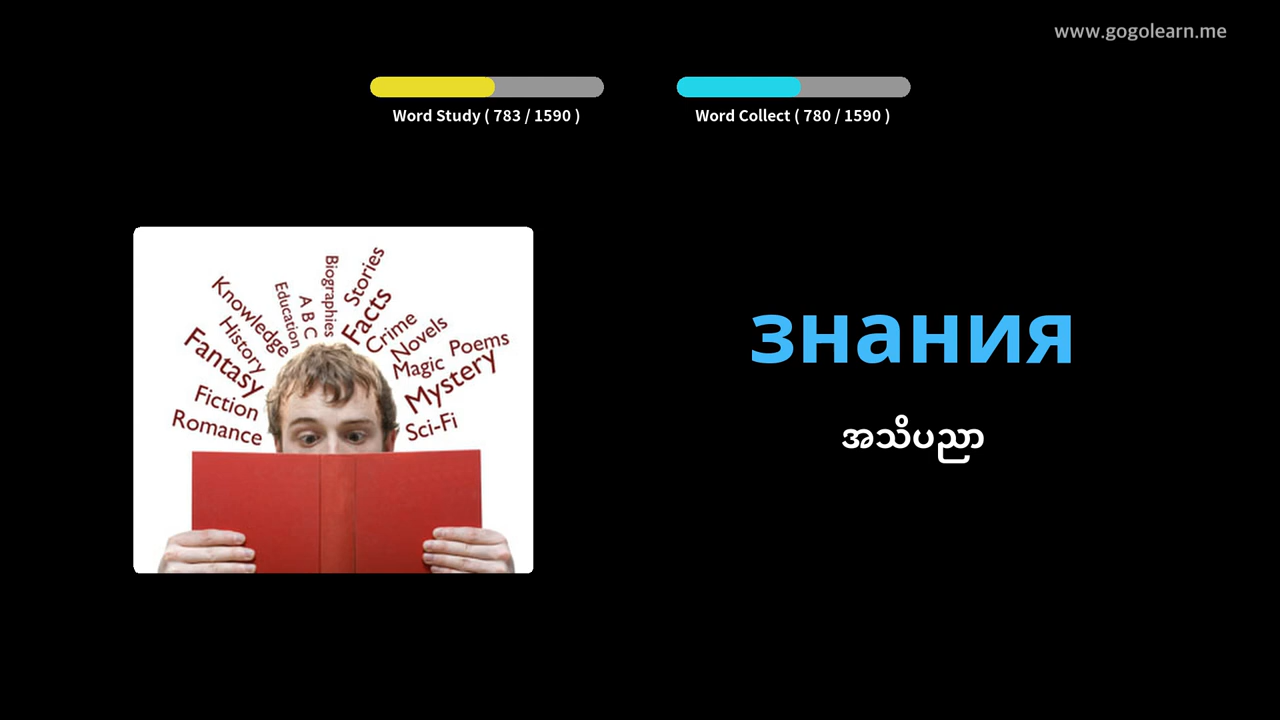 www.gogolearn.me
Word Study ( 783 / 1590 )
Word Collect ( 780 / 1590 )
Romance
Fiction
Fantasy
History
Knowledge
Education
A B C
Biographies
Stories
Facts
Crime
Novels
Magic
Poems
Mystery
Sci-Fi
знания
အသိပညာ